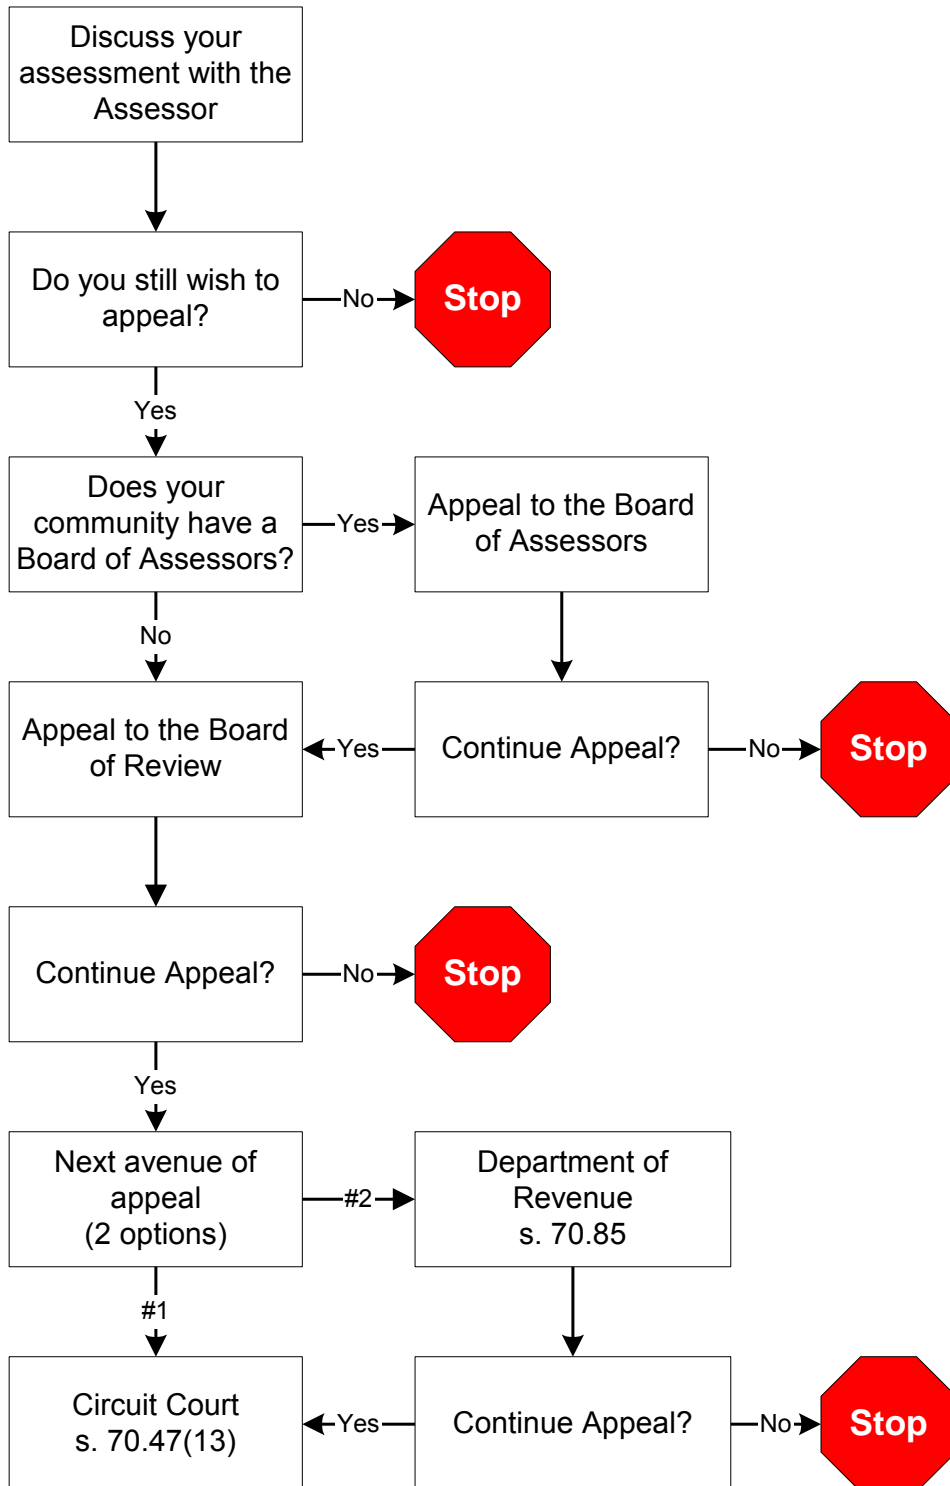 Discuss your
assessment with the
Assessor
Do you still wish to
appeal?
No
Stop
Yes
Does your
community have a
Board of Assessors?
Yes
Appeal to the Board
of Assessors
No
Appeal to the Board
of Review
Yes
Continue Appeal?
No
Stop
Continue Appeal?
No
Stop
Yes
Next avenue of
appeal
(2 options)
#2
Department of
Revenue
s. 70.85
#1
Circuit Court
s. 70.47(13)
Yes
Continue Appeal?
No
Stop